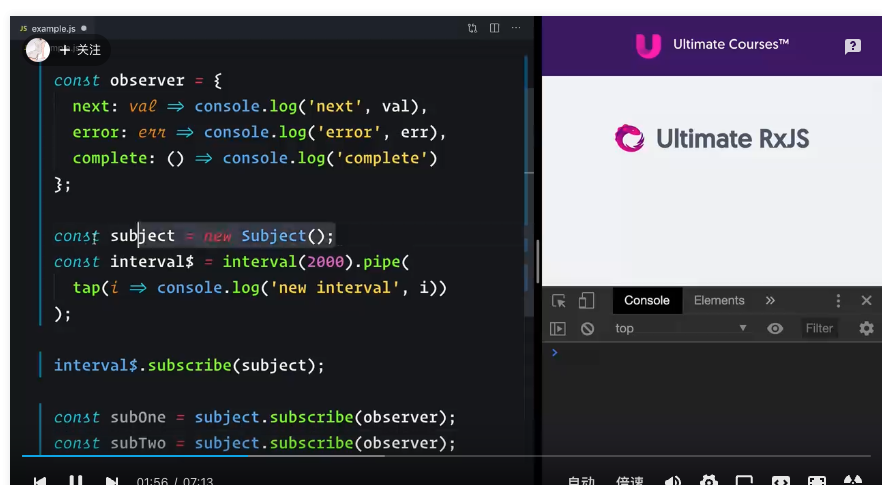 JS example.js
+ 关注
const observer = {
next: val => console.log('next', val),
error: err => console.log('error', err),
complete: () => console.log('complete')
};
const subject = new Subject();
const interval$ = interval(2000).pipe(
tap(i => console.log('new interval', i))
);
interval$.subscribe(subject);
const subOne = subject.subscribe(observer);
const subTwo = subject.subscribe(observer);
Ultimate Courses™
Ultimate RxJS
Console Elements »
top Filter
01:56 / 07:13 自动 倍速